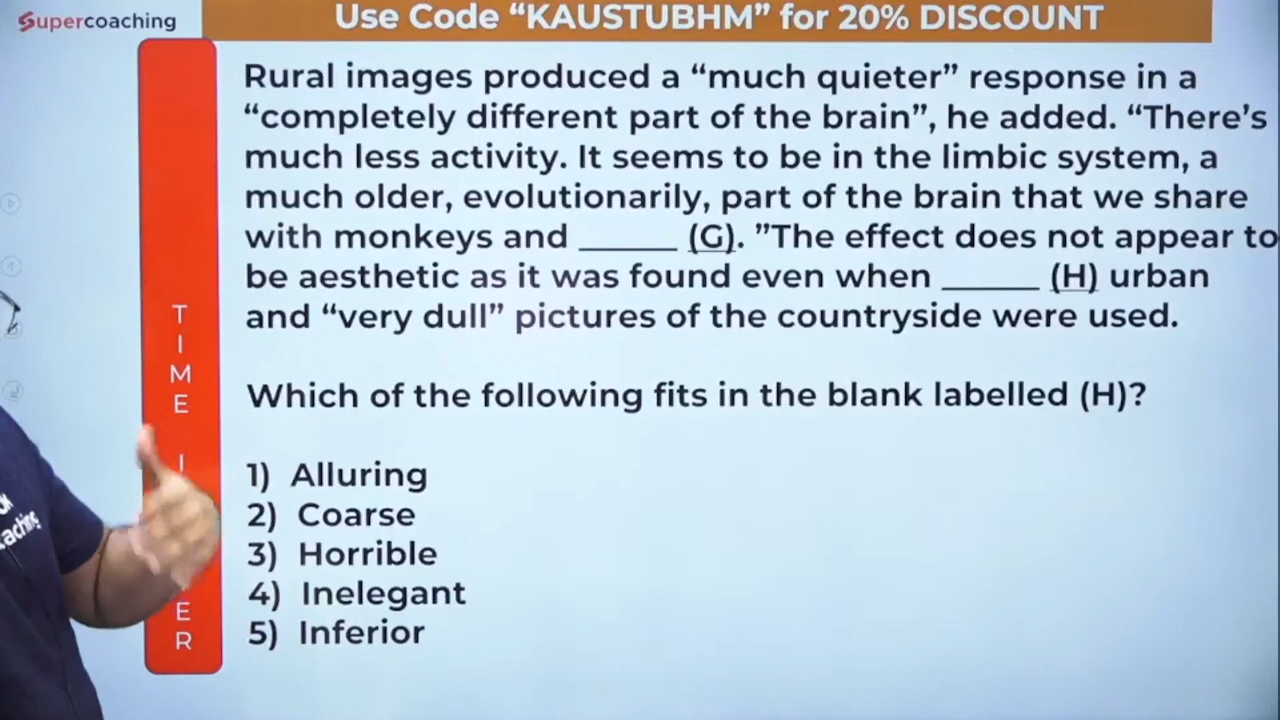 Supercoaching
Use Code “KAUSTUBHM” for 20% DISCOUNT
Rural images produced a “much quieter” response in a
“completely different part of the brain”, he added. “There’s
much less activity. It seems to be in the limbic system, a
much older, evolutionarily, part of the brain that we share
with monkeys and ______ (G). ”The effect does not appear to
be aesthetic as it was found even when ______ (H) urban
and “very dull” pictures of the countryside were used.
Which of the following fits in the blank labelled (H)?
1) Alluring
2) Coarse
3) Horrible
4) Inelegant
5) Inferior
T
I
M
E
E
R